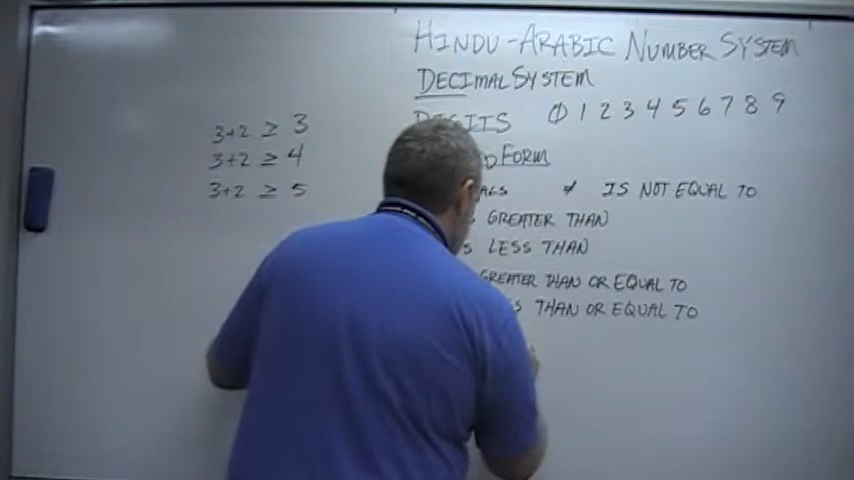 HINDU-ARABIC NUMBER SYSTEM
DECIMAL SYSTEM
DIGITS 0 1 2 3 4 5 6 7 8 9
FORM
≠ IS NOT EQUAL TO
GREATER THAN
LESS THAN
GREATER THAN OR EQUAL TO
THAN OR EQUAL TO
3+2 ≥ 3
3+2 ≥ 4
3+2 ≥ 5